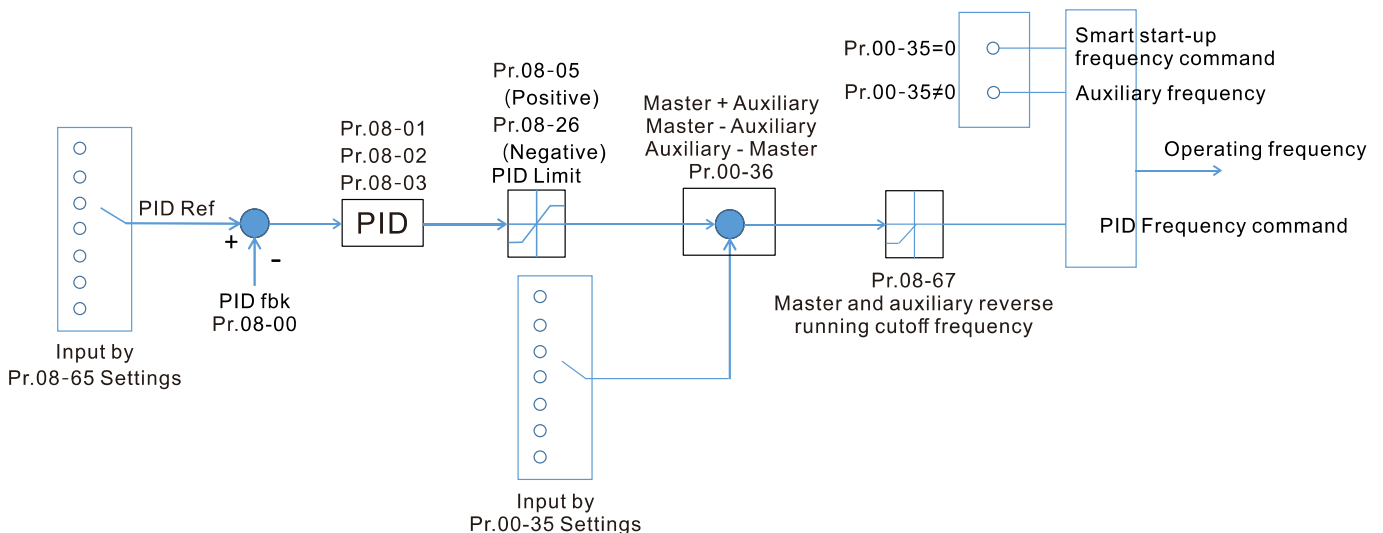 PID Ref
+
-
PID fbk
Pr.08-00
Input by
Pr.08-65 Settings
Pr.08-01
Pr.08-02
Pr.08-03
PID
Pr.08-05
(Positive)
Pr.08-26
(Negative)
PID Limit
Master + Auxiliary
Master - Auxiliary
Auxiliary - Master
Pr.00-36
Input by
Pr.00-35 Settings
Pr.08-67
Master and auxiliary reverse
running cutoff frequency
Pr.00-35=0
Pr.00-35≠0
Smart start-up
frequency command
Auxiliary frequency
Operating frequency
PID Frequency command